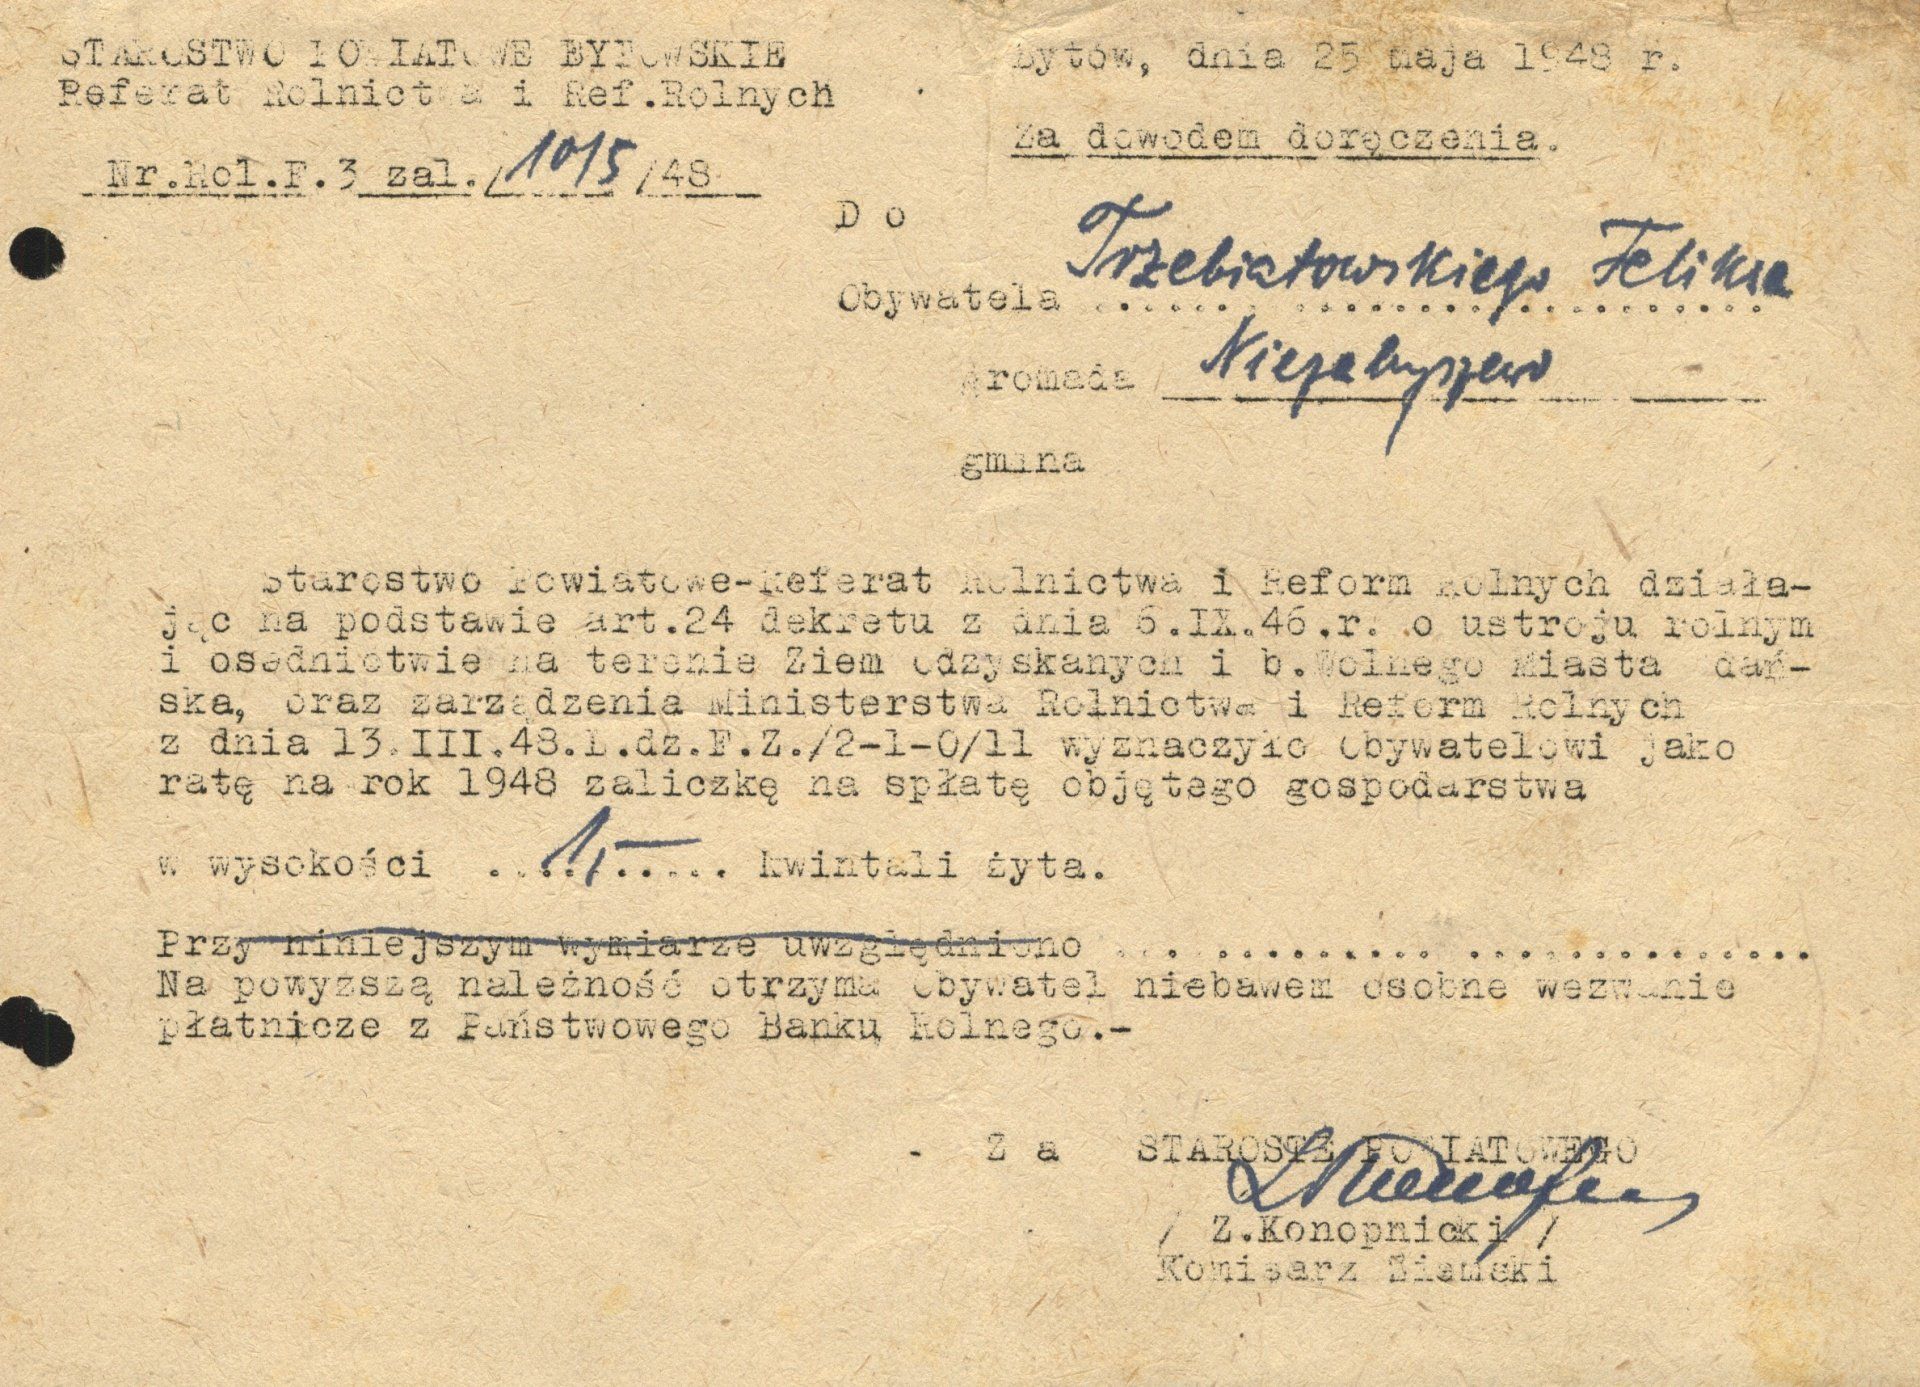 STAROSTWO POWIATOWE BYTOWSKIE
Referat Rolnictwa i Ref.Rolnych
Nr.Rol.F.3 zal./1015/48
Bytów, dnia 25 maja 1948 r.
Za dowodem doręczenia.
D o
Obywatela Trzebiatowskiego Feliksa
Gromada Niezabyszewo
gmina
Starostwo Powiatowe-Referat Rolnictwa i Reform Rolnych działa-
jąc na podstawie art.24 dekretu z dnia 6.IX.46.r. o ustroju rolnym
i osadnictwie na terenie Ziem Odzyskanych i b.Wolnego Miasta Gdań-
ska, oraz zarządzenia Ministerstwa Rolnictwa i Reform Rolnych
z dnia 13.III.48.L.dz.F.Z./2-1-0/11 wyznaczyło Obywatelowi jako
ratę na rok 1948 zaliczkę na spłatę objętego gospodarstwa
w wysokości ..... kwintali żyta.
Przy niniejszym wymiarze uwzględniono ..............................
Na powyższą należność otrzyma Obywatel niebawem osobne wezwanie
płatnicze z Państwowego Banku Rolnego.-
Z a STAROSTĘ POWIATOWEGO
/ Z.Konopnicki /
Komisarz Ziemski